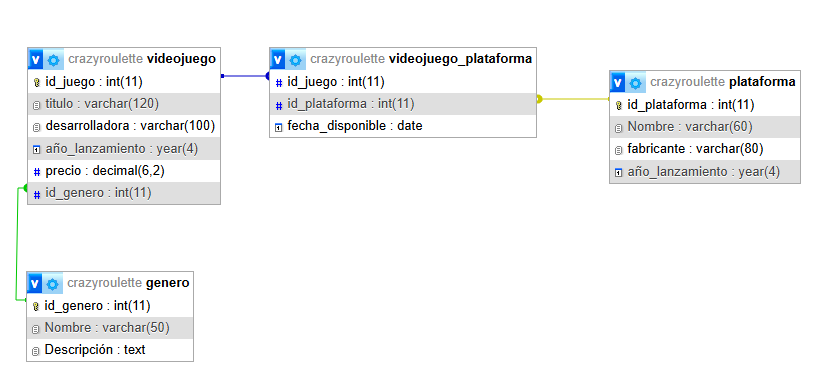 v crazyroulette videojuego
id_juego : int(11)
titulo : varchar(120)
desarrolladora : varchar(100)
año_lanzamiento : year(4)
# precio : decimal(6,2)
# id_genero : int(11)
v crazyroulette videojuego_plataforma
# id_juego : int(11)
# id_plataforma : int(11)
fecha_disponible : date
v crazyroulette plataforma
id_plataforma : int(11)
Nombre : varchar(60)
fabricante : varchar(80)
año_lanzamiento : year(4)
v crazyroulette genero
id_genero : int(11)
Nombre : varchar(50)
Descripción : text